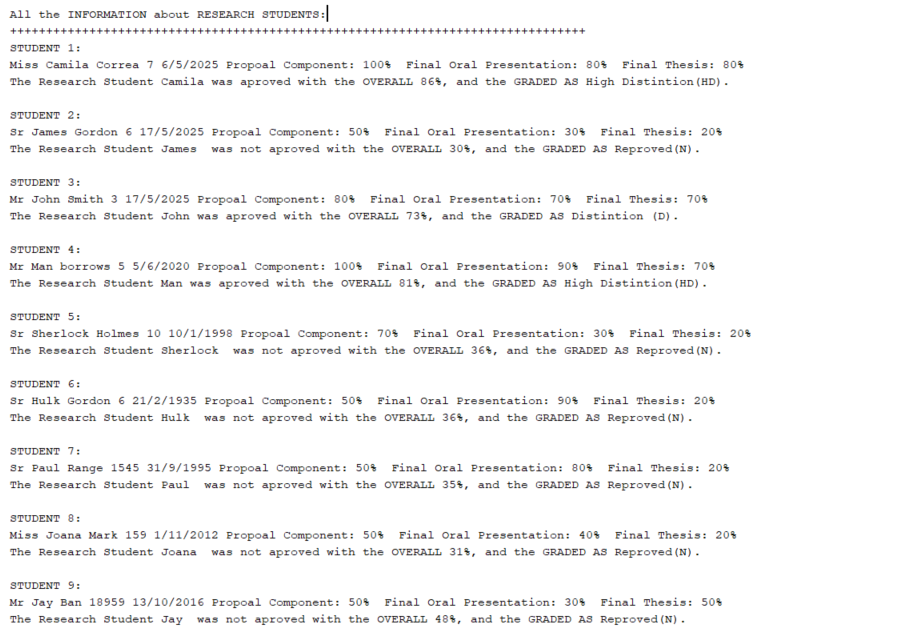 All the INFORMATION about RESEARCH STUDENTS:
++++++++++++++++++++++++++++++++++++++++++++++++++++++++++++++++++++++++++++++++
STUDENT 1:
Miss Camila Correa 7 6/5/2025 Propoal Component: 100%  Final Oral Presentation: 80%  Final Thesis: 80%
The Research Student Camila was aproved with the OVERALL 86%, and the GRADED AS High Distintion(HD).
STUDENT 2:
Sr James Gordon 6 17/5/2025 Propoal Component: 50%  Final Oral Presentation: 30%  Final Thesis: 20%
The Research Student James  was not aproved with the OVERALL 30%, and the GRADED AS Reproved(N).
STUDENT 3:
Mr John Smith 3 17/5/2025 Propoal Component: 80%  Final Oral Presentation: 70%  Final Thesis: 70%
The Research Student John was aproved with the OVERALL 73%, and the GRADED AS Distintion (D).
STUDENT 4:
Mr Man borrows 5 5/6/2020 Propoal Component: 100%  Final Oral Presentation: 90%  Final Thesis: 70%
The Research Student Man was aproved with the OVERALL 81%, and the GRADED AS High Distintion(HD).
STUDENT 5:
Sr Sherlock Holmes 10 10/1/1998 Propoal Component: 70%  Final Oral Presentation: 30%  Final Thesis: 20%
The Research Student Sherlock  was not aproved with the OVERALL 36%, and the GRADED AS Reproved(N).
STUDENT 6:
Sr Hulk Gordon 6 21/2/1935 Propoal Component: 50%  Final Oral Presentation: 90%  Final Thesis: 20%
The Research Student Hulk  was not aproved with the OVERALL 36%, and the GRADED AS Reproved(N).
STUDENT 7:
Sr Paul Range 1545 31/9/1995 Propoal Component: 50%  Final Oral Presentation: 80%  Final Thesis: 20%
The Research Student Paul  was not aproved with the OVERALL 35%, and the GRADED AS Reproved(N).
STUDENT 8:
Miss Joana Mark 159 1/11/2012 Propoal Component: 50%  Final Oral Presentation: 40%  Final Thesis: 20%
The Research Student Joana  was not aproved with the OVERALL 31%, and the GRADED AS Reproved(N).
STUDENT 9:
Mr Jay Ban 18959 13/10/2016 Propoal Component: 50%  Final Oral Presentation: 30%  Final Thesis: 50%
The Research Student Jay  was not aproved with the OVERALL 48%, and the GRADED AS Reproved(N).